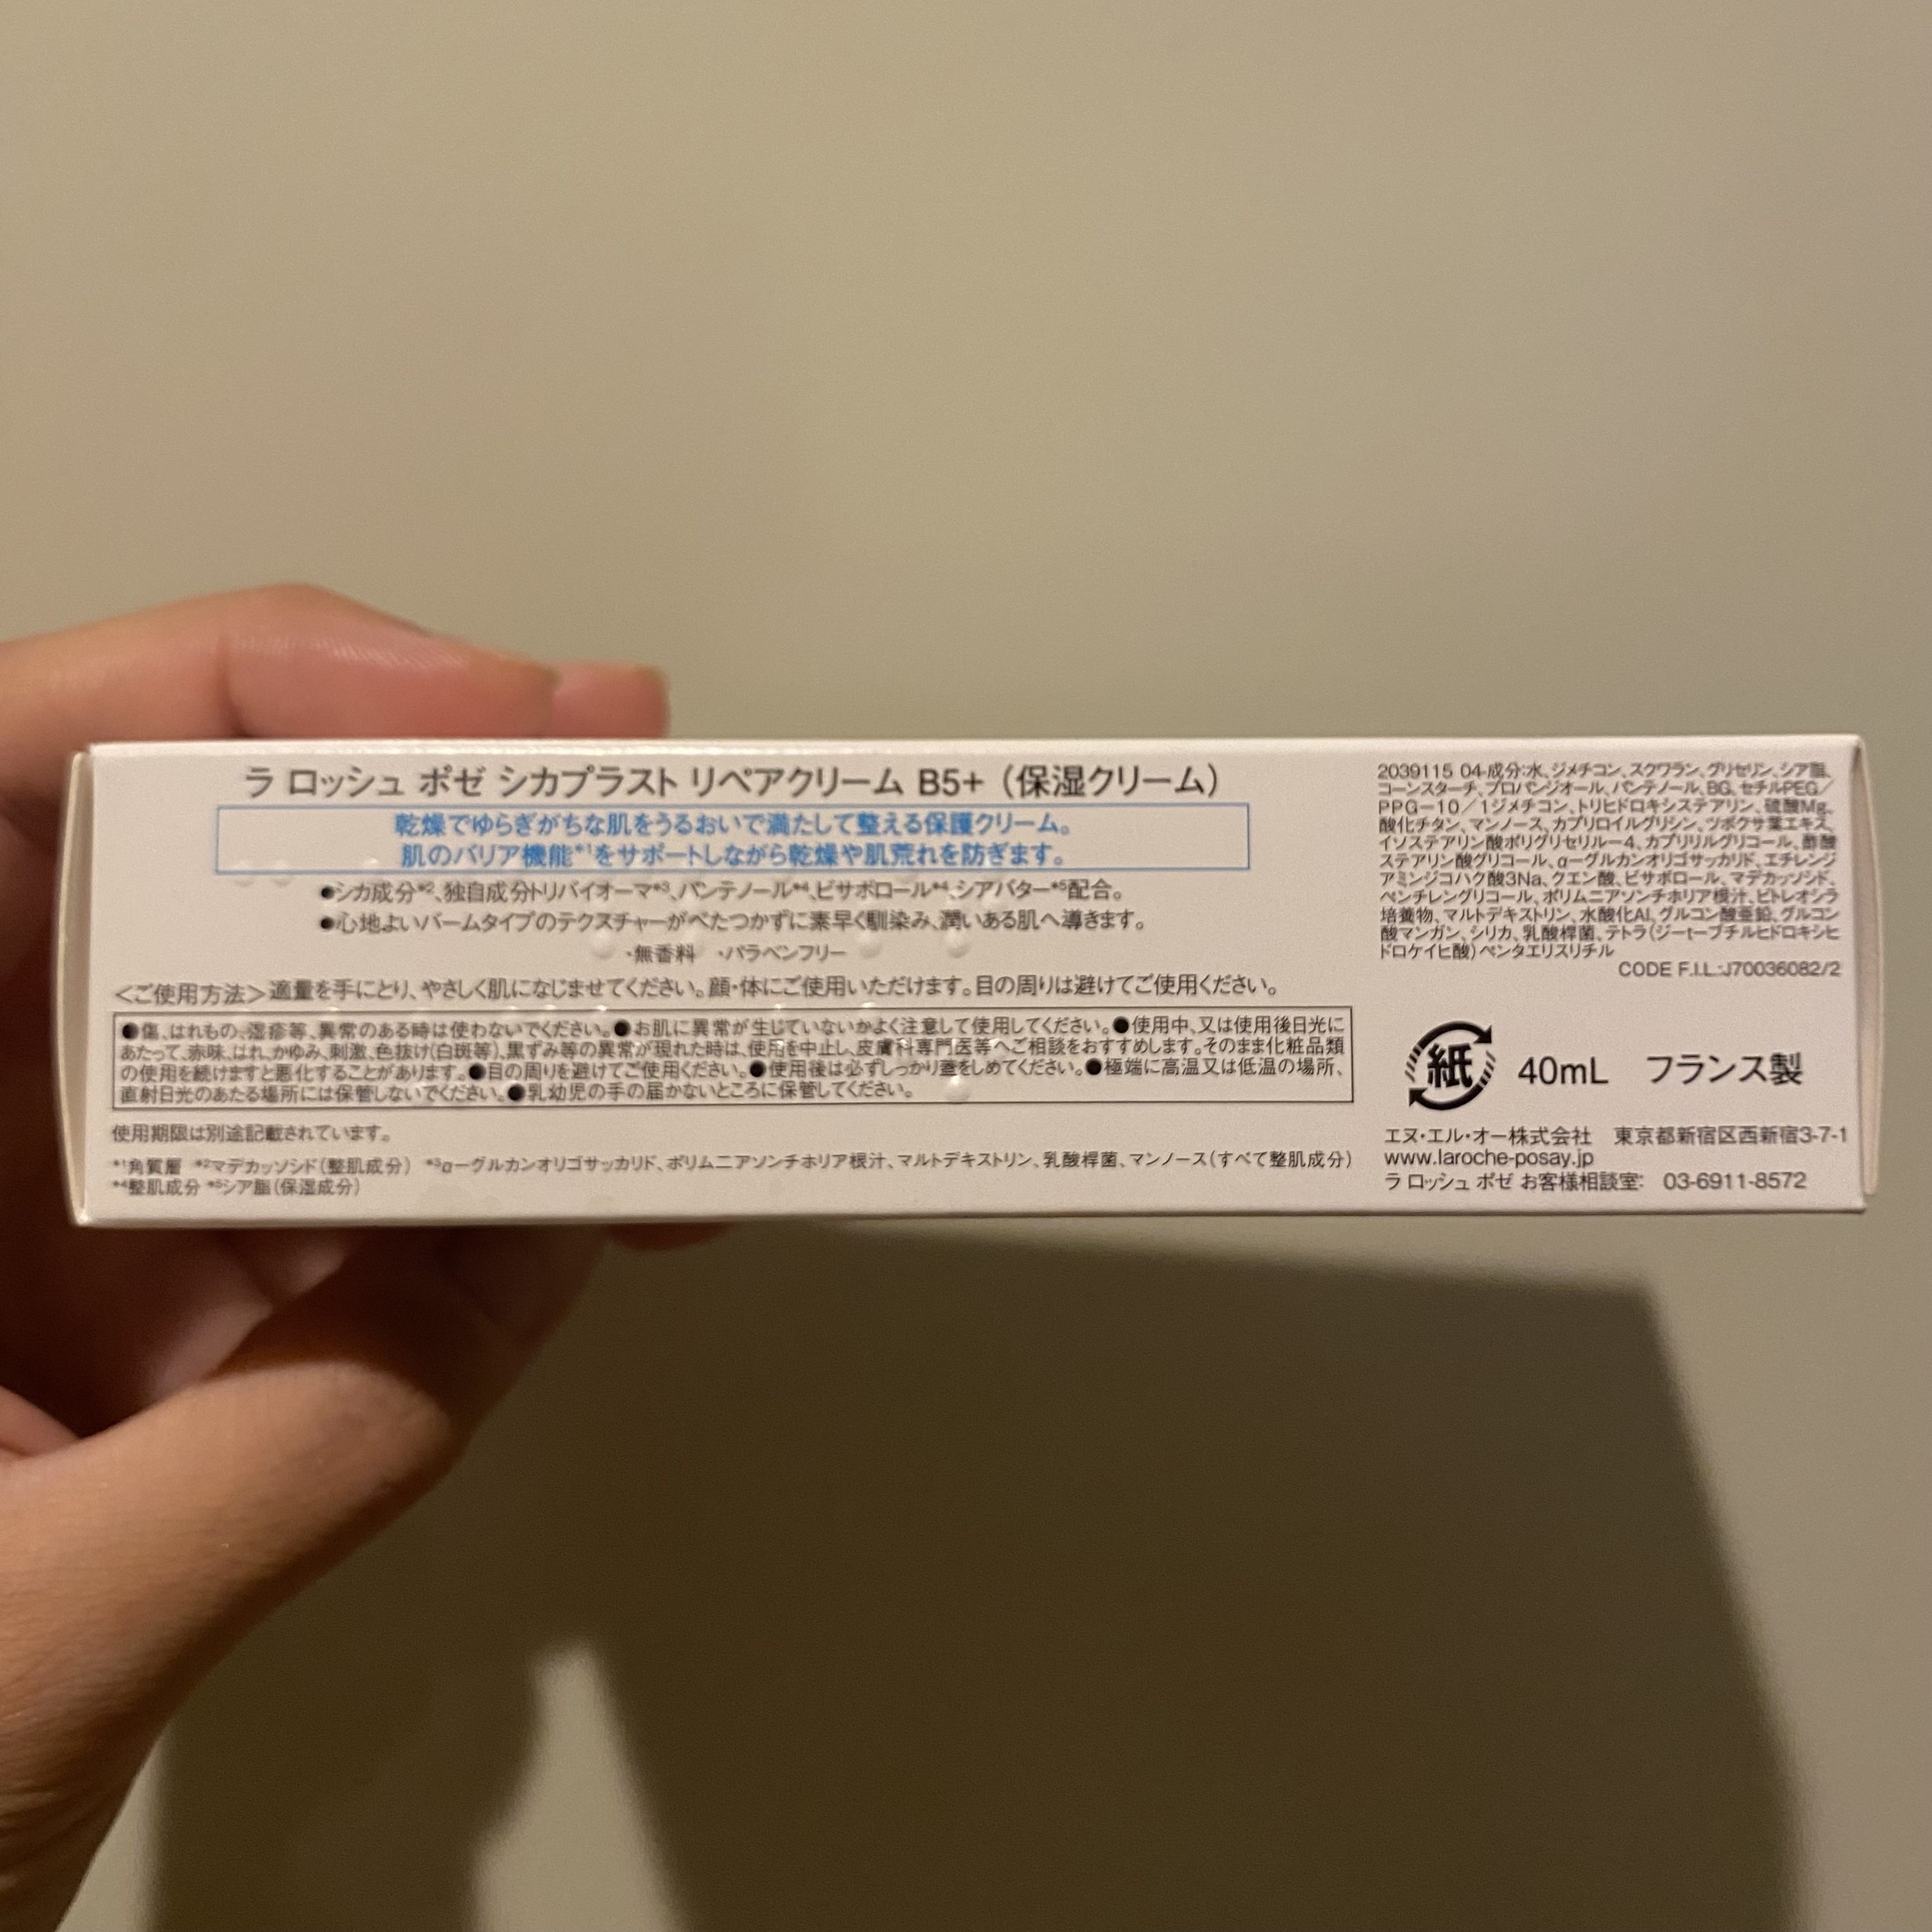 ラ ロッシュ ポゼ シカプラスト リペアクリーム B5+（保湿クリーム）
乾燥でゆらぎがちな肌をうるおいで満たして整える保護クリーム。
肌のバリア機能*1をサポートしながら乾燥や肌荒れを防ぎます。
●シカ成分*2、独自成分トリバイオーマ*3、パンテノール*4、ビサボロール*4、シアバター*5配合。
●心地よいバームタイプのテクスチャーがべたつかずに素早く馴染み、潤いある肌へ導きます。
・無香料 ・パラベンフリー
＜ご使用方法＞適量を手にとり、やさしく肌になじませてください。顔・体にご使用いただけます。目の周りは避けてご使用ください。
●傷、はれもの、湿疹等、異常のある時は使わないでください。●お肌に異常が生じていないかよく注意して使用してください。●使用中、又は使用後日光に
あたって、赤味、はれ、かゆみ、刺激、色抜け(白斑等)、黒ずみ等の異常が現れた時は、使用を中止し、皮膚科専門医等へご相談をおすすめします。そのまま化粧品類
の使用を続けますと悪化することがあります。●目の周りを避けてご使用ください。●使用後は必ずしっかり蓋をしめてください。●極端に高温又は低温の場所、
直射日光のあたる場所には保管しないでください。●乳幼児の手の届かないところに保管してください。
使用期限は別途記載されています。
*1角質層 *2マデカッソシド（整肌成分） *3α－グルカンオリゴサッカリド、ポリムニアソンチホリア根汁、マルトデキストリン、乳酸桿菌、マンノース（すべて整肌成分）
*4整肌成分 *5シア脂（保湿成分）
2039115 04-成分：水、ジメチコン、スクワラン、グリセリン、シア脂、
コーンスターチ、プロパンジオール、パンテノール、BG、セチルPEG／
PPG－10／1ジメチコン、トリヒドロキシステアリン、硫酸Mg、
酸化チタン、マンノース、カプリロイルグリシン、ツボクサ葉エキス、
イソステアリン酸ポリグリセリル－4、カプリリルグリコール、酢酸
ステアリン酸グリコール、α－グルカンオリゴサッカリド、エチレンジ
アミンジコハク酸3Na、クエン酸、ビサボロール、マデカッソシド、
ペンチレングリコール、ポリムニアソンチホリア根汁、ビトレオシラ
培養物、マルトデキストリン、水酸化Al、グルコン酸亜鉛、グルコン
酸マンガン、シリカ、乳酸桿菌、テトラ（ジ－t－ブチルヒドロキシヒ
ドロケイヒ酸）ペンタエリスリチル
CODE F.I.L.:J70036082/2
紙 40mL フランス製
エヌ・エル・オー株式会社 東京都新宿区西新宿3-7-1
www.laroche-posay.jp
ラ ロッシュ ポゼ お客様相談室： 03-6911-8572